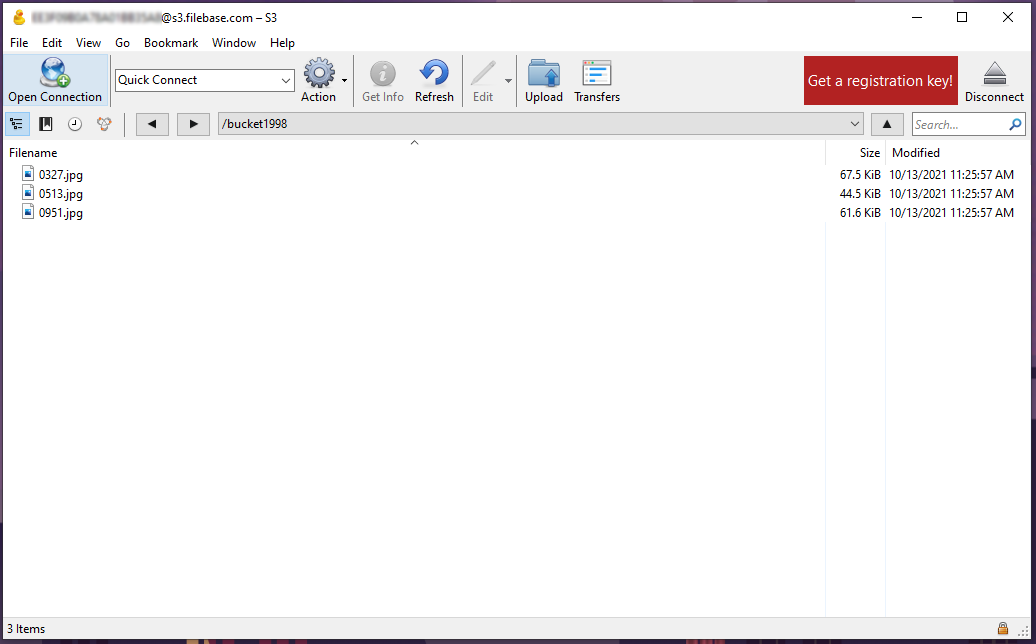 @s3.filebase.com – S3
File Edit View Go Bookmark Window Help
Open Connection Quick Connect Action Get Info Refresh Edit Upload Transfers Get a registration key! Disconnect
/bucket1998 Search...
Filename Size Modified
0327.jpg 67.5 KiB 10/13/2021 11:25:57 AM
0513.jpg 44.5 KiB 10/13/2021 11:25:57 AM
0951.jpg 61.6 KiB 10/13/2021 11:25:57 AM
3 Items